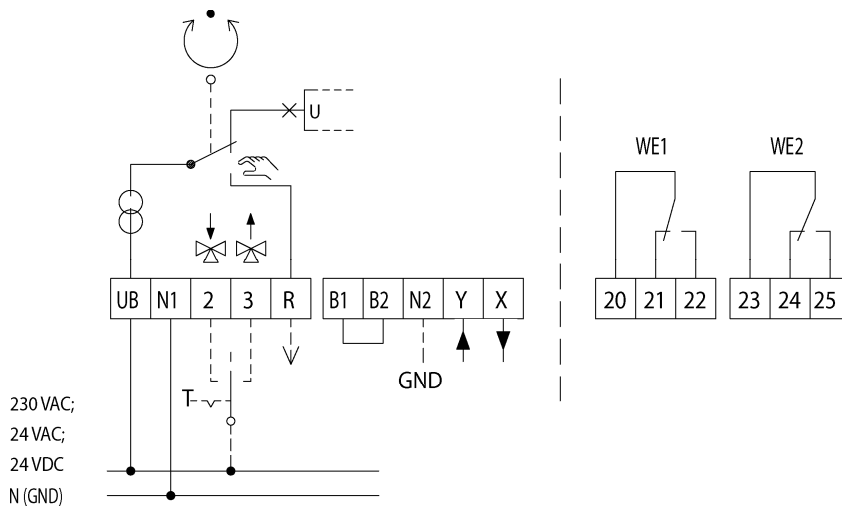 U
WE1 WE2
UB N1 2 3 R B1 B2 N2 Y X 20 21 22 23 24 25
GND
T
230 VAC;
24 VAC;
24 VDC
N (GND)